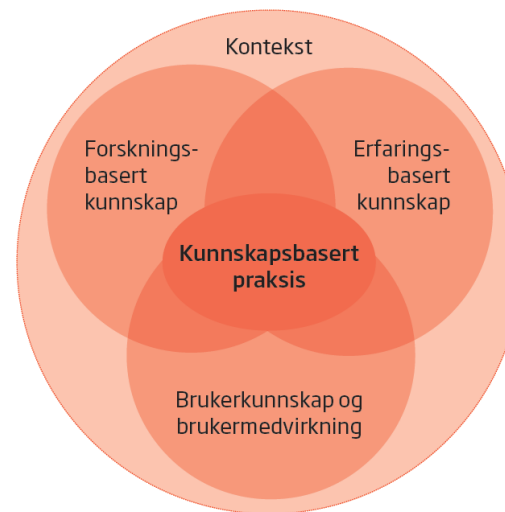 Kontekst
Forsknings-
basert
kunnskap
Erfarings-
basert
kunnskap
Kunnskapsbasert
praksis
Brukerkunnskap og
brukermedvirkning